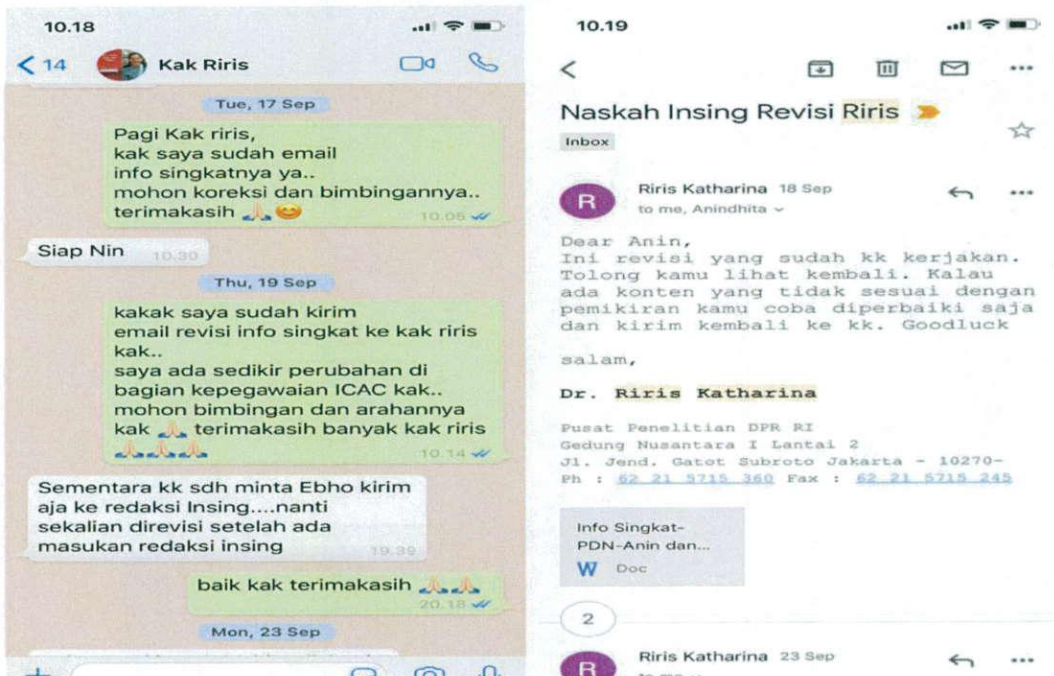 10.18
14 Kak Riris
Tue, 17 Sep
Pagi Kak riris,
kak saya sudah email
info singkatnya ya..
mohon koreksi dan bimbingannya..
terimakasih 🙏😊
10.05
Siap Nin
10.30
Thu, 19 Sep
kakak saya sudah kirim
email revisi info singkat ke kak riris
kak..
saya ada sedikir perubahan di
bagian kepegawaian ICAC kak..
mohon bimbingan dan arahannya
kak 🙏 terimakasih banyak kak riris
🙏🙏🙏
10.14
Sementara kk sdh minta Ebho kirim
aja ke redaksi Insing....nanti
sekalian direvisi setelah ada
masukan redaksi insing
19.39
baik kak terimakasih 🙏🙏
20.18
Mon, 23 Sep
10.19
Naskah Insing Revisi Riris
Inbox
R
Riris Katharina 18 Sep
to me, Anindhita
Dear Anin,
Ini revisi yang sudah kk kerjakan.
Tolong kamu lihat kembali. Kalau
ada konten yang tidak sesuai dengan
pemikiran kamu coba diperbaiki saja
dan kirim kembali ke kk. Goodluck
salam,
Dr. Riris Katharina
Pusat Penelitian DPR RI
Gedung Nusantara I Lantai 2
Jl. Jend. Gatot Subroto Jakarta - 10270-
Ph : 62 21 5715 360 Fax : 62 21 5715 245
Info Singkat-
PDN-Anin dan...
W Doc
2
R
Riris Katharina 23 Sep